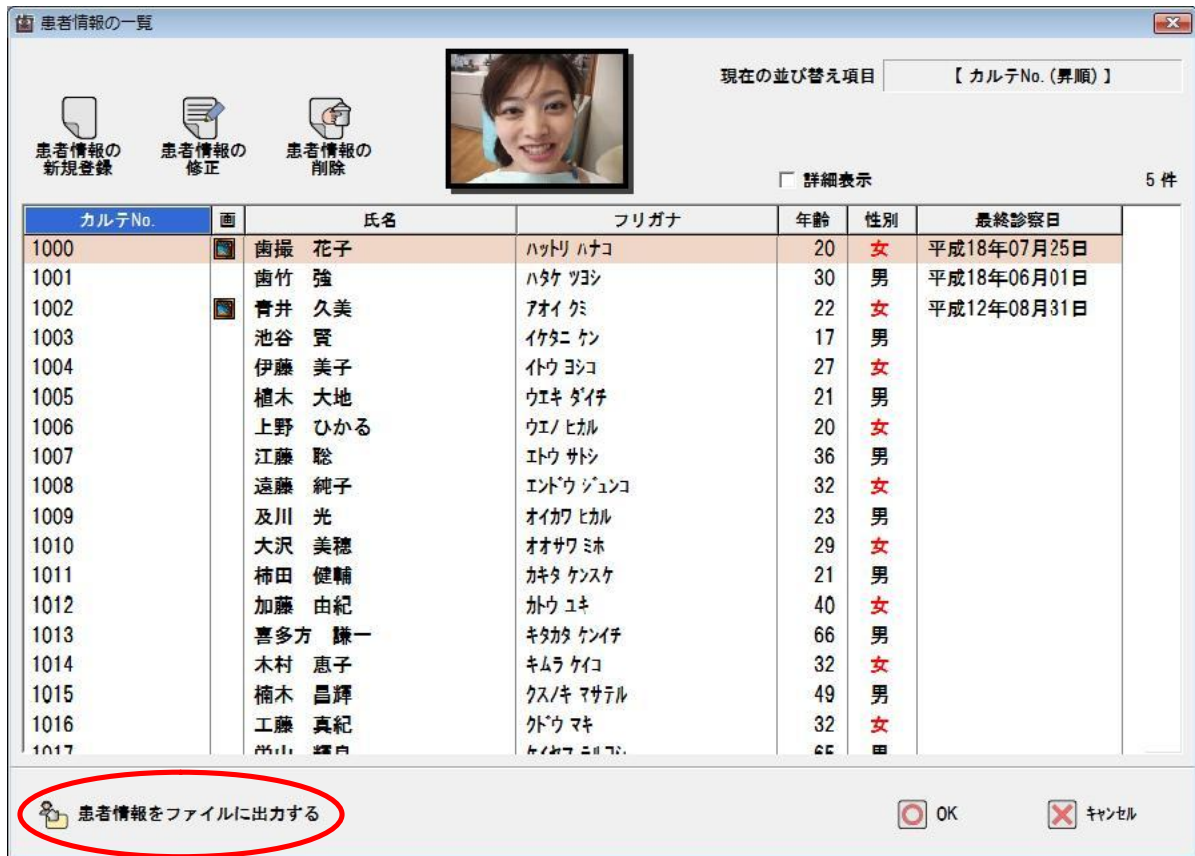 患者情報の一覧
現在の並び替え項目 【 カルテNo. (昇順) 】
患者情報の新規登録 患者情報の修正 患者情報の削除
詳細表示 5 件
カルテNo. 画 氏名 フリガナ 年齢 性別 最終診察日
1000 歯撮 花子 ﾊｯﾄﾘ ﾊﾅｺ 20 女 平成18年07月25日
1001 歯竹 強 ﾊﾀｹ ﾂﾖｼ 30 男 平成18年06月01日
1002 青井 久美 ｱｵｲ ｸﾐ 22 女 平成12年08月31日
1003 池谷 賢 ｲｹﾀﾆ ｹﾝ 17 男
1004 伊藤 美子 ｲﾄｳ ﾖｼｺ 27 女
1005 植木 大地 ｳｴｷ ﾀﾞｲﾁ 21 男
1006 上野 ひかる ｳｴﾉ ﾋｶﾙ 20 女
1007 江藤 聡 ｴﾄｳ ｻﾄｼ 36 男
1008 遠藤 純子 ｴﾝﾄﾞｳ ｼﾞｭﾝｺ 32 女
1009 及川 光 ｵｲｶﾜ ﾋｶﾙ 23 男
1010 大沢 美穂 ｵｵｻﾜ ﾐﾎ 29 女
1011 柿田 健輔 ｶｷﾀ ｹﾝｽｹ 21 男
1012 加藤 由紀 ｶﾄｳ ﾕｷ 40 女
1013 喜多方 謙一 ｷﾀｶﾀ ｹﾝｲﾁ 66 男
1014 木村 恵子 ｷﾑﾗ ｹｲｺ 32 女
1015 楠木 昌輝 ｸｽﾉｷ ﾏｻﾃﾙ 49 男
1016 工藤 真紀 ｸﾄﾞｳ ﾏｷ 32 女
1017 65 男
患者情報をファイルに出力する OK ｷｬﾝｾﾙ